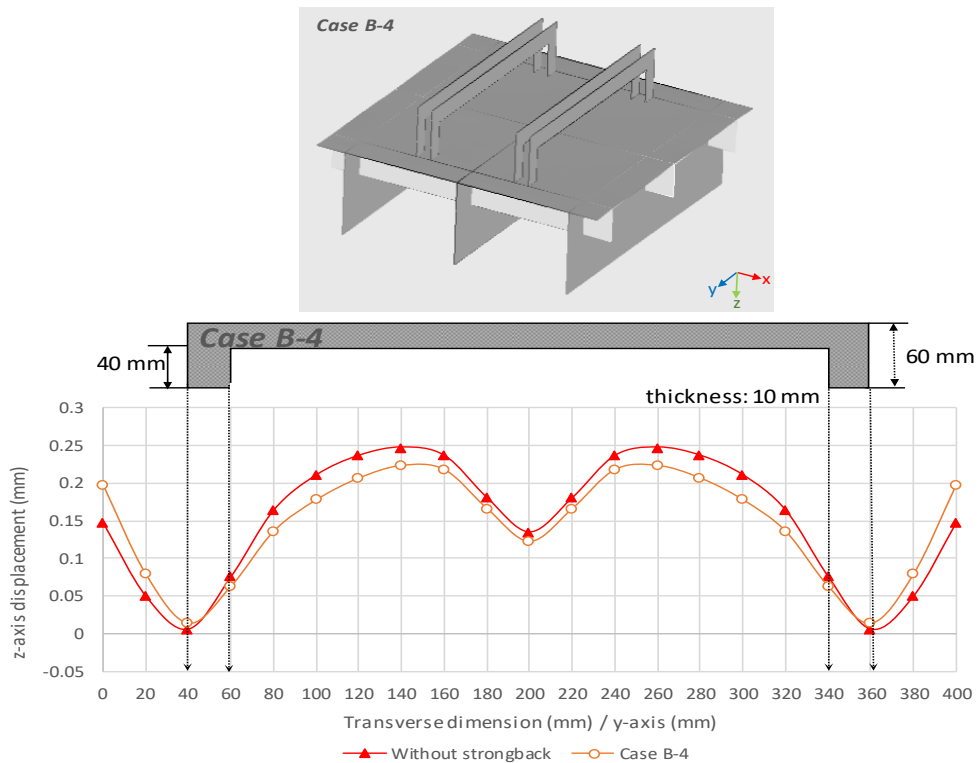 Case B-4
y
x
z
Case B-4
40 mm
60 mm
thickness: 10 mm
0.3
0.25
0.2
0.15
0.1
0.05
0
-0.05
z-axis displacement (mm)
0 20 40 60 80 100 120 140 160 180 200 220 240 260 280 300 320 340 360 380 400
Transverse dimension (mm) / y-axis (mm)
Without strongback Case B-4